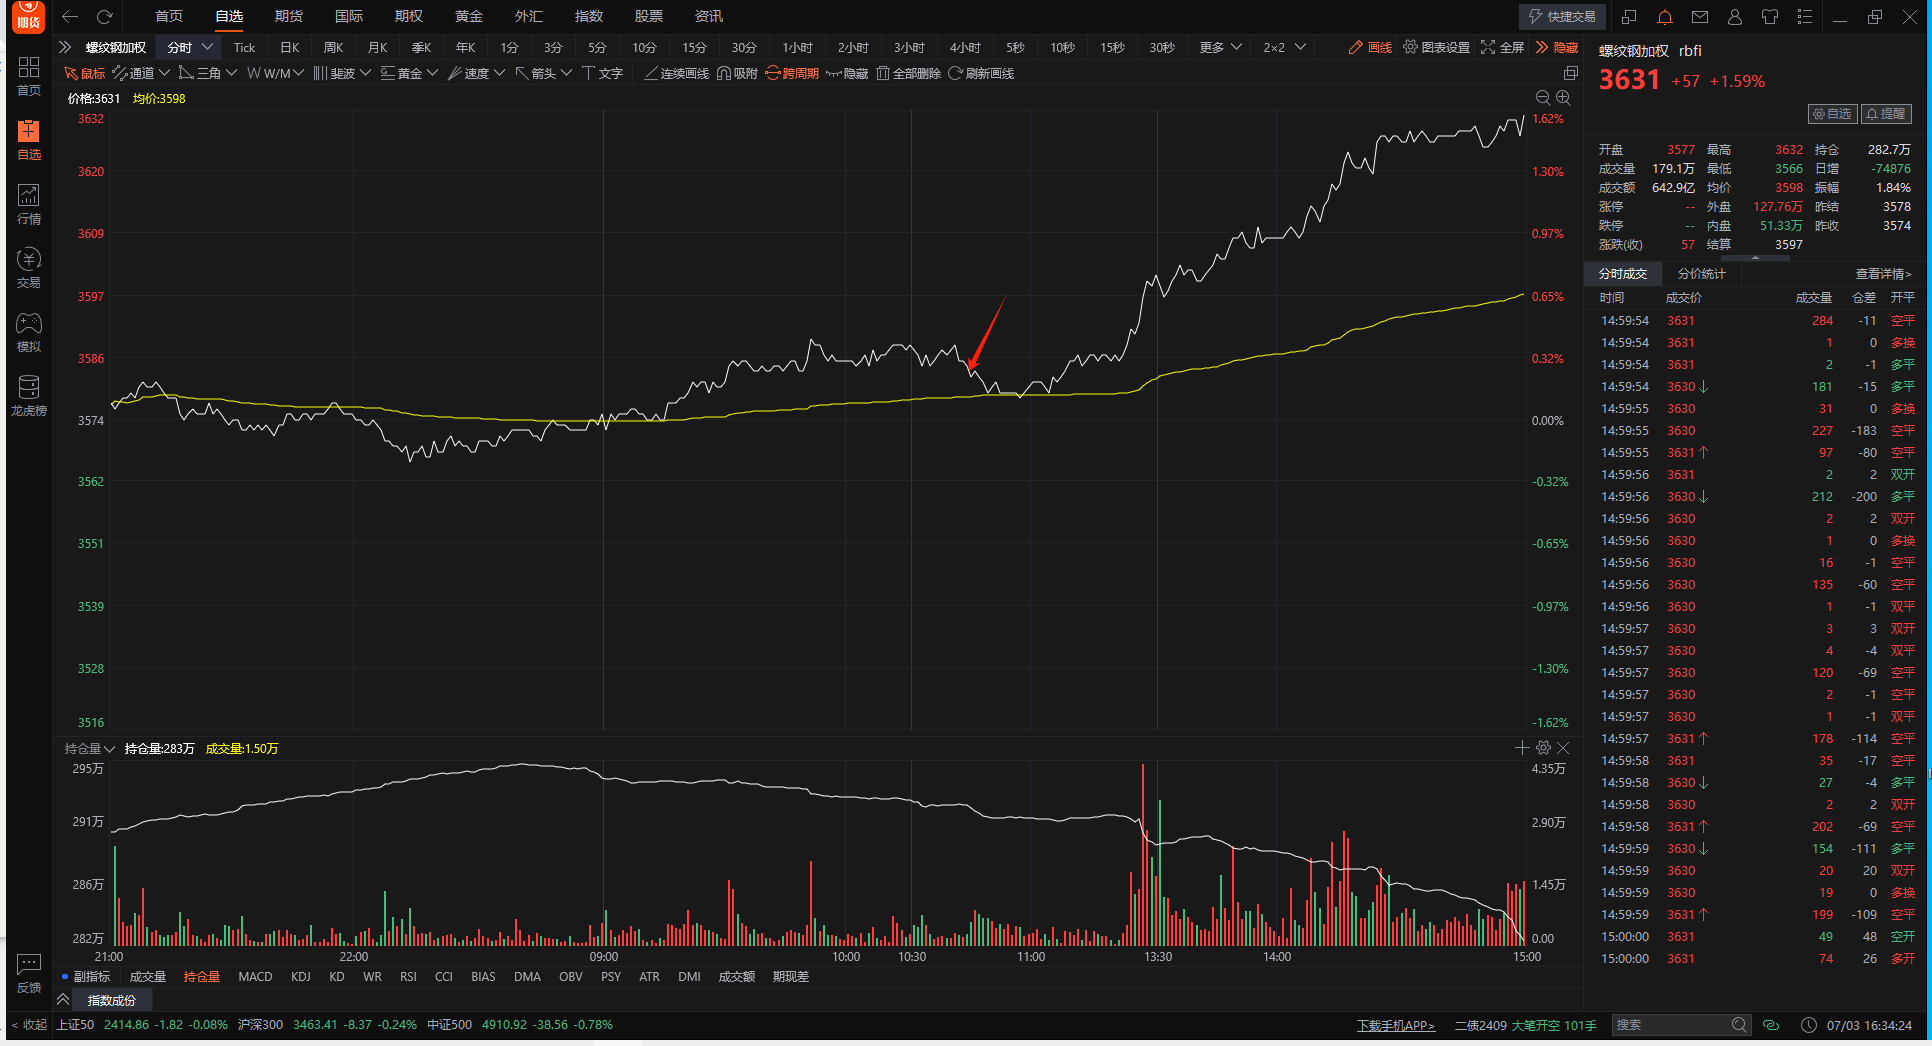 期货
首页 自选 期货 国际 期权 黄金 外汇 指数 股票 资讯
快捷交易
螺纹钢加权 分时 Tick 日K 周K 月K 季K 年K 1分 3分 5分 10分 15分 30分 1小时 2小时 3小时 4小时 5秒 10秒 15秒 30秒 更多 2×2
画线 图表设置 全屏 隐藏
鼠标 通道 三角 W/M 斐波 黄金 速度 箭头 文字 连续画线 吸附 跨周期 隐藏 全部删除 刷新画线
首页
自选
行情
交易
模拟
龙虎榜
反馈
< 收起
价格:3631 均价:3598
3632 1.62%
3620 1.30%
3609 0.97%
3597 0.65%
3586 0.32%
3574 0.00%
3562 -0.32%
3551 -0.65%
3539 -0.97%
3528 -1.30%
3516 -1.62%
持仓量 持仓量:283万 成交量:1.50万
295万 4.35万
291万 2.90万
286万 1.45万
282万 0.00
21:00 22:00 09:00 10:00 10:30 11:00 13:30 14:00 15:00
副指标 成交量 持仓量 MACD KDJ KD WR RSI CCI BIAS DMA OBV PSY ATR DMI 成交额 期现差
指数成份
螺纹钢加权 rbfi
3631 +57 +1.59%
自选 提醒
开盘 3577 最高 3632 持仓 282.7万
成交量 179.1万 最低 3566 日增 -74876
成交额 642.9亿 均价 3598 振幅 1.84%
涨停 -- 外盘 127.76万 昨结 3578
跌停 -- 内盘 51.33万 昨收 3574
涨跌(收) 57 结算 3597
分时成交 分价统计 查看详情>
时间 成交价 成交量 仓差 开平
14:59:54 3631 284 -11 空平
14:59:54 3631 1 0 多换
14:59:54 3631 2 -1 多平
14:59:54 3630↓ 181 -15 多平
14:59:55 3630 31 0 多换
14:59:55 3630 227 -183 空平
14:59:55 3631↑ 97 -80 空平
14:59:56 3631 2 2 双开
14:59:56 3630↓ 212 -200 多平
14:59:56 3630 2 2 双开
14:59:56 3630 1 0 多换
14:59:56 3630 16 -1 空平
14:59:56 3630 135 -60 空平
14:59:56 3630 1 -1 双平
14:59:57 3630 3 3 双开
14:59:57 3630 4 -4 双平
14:59:57 3630 120 -69 空平
14:59:57 3630 2 -1 空平
14:59:57 3630 1 -1 双平
14:59:57 3631↑ 178 -114 空平
14:59:58 3631 35 -17 空平
14:59:58 3630↓ 27 -4 多平
14:59:58 3630 2 2 双开
14:59:58 3631↑ 202 -69 空平
14:59:59 3630↓ 154 -111 多平
14:59:59 3630 20 20 双开
14:59:59 3630 19 0 多换
14:59:59 3631↑ 199 -109 空平
15:00:00 3631 49 48 空开
15:00:00 3631 74 26 多开
上证50 2414.86 -1.82 -0.08% 沪深300 3463.41 -8.37 -0.24% 中证500 4910.92 -38.56 -0.78%
下载手机APP> 二债2409 大笔开空 101手 搜索 07/03 16:34:24